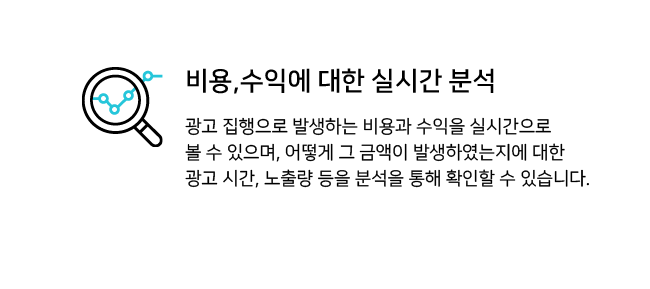 비용,수익에 대한 실시간 분석
광고 집행으로 발생하는 비용과 수익을 실시간으로
볼 수 있으며, 어떻게 그 금액이 발생하였는지에 대한
광고 시간, 노출량 등을 분석을 통해 확인할 수 있습니다.